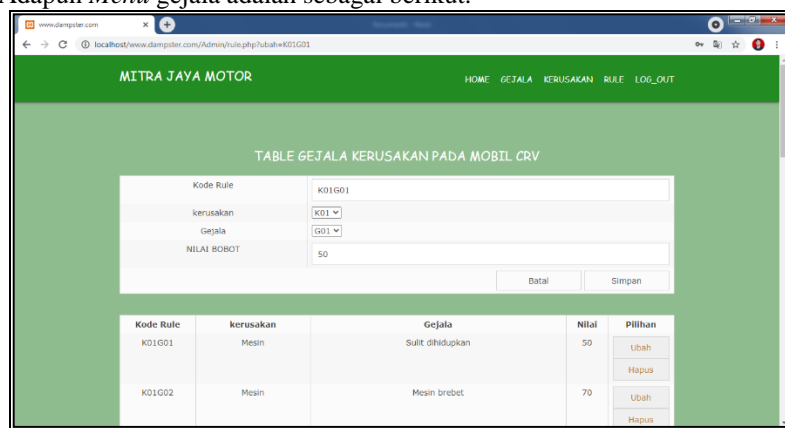 Menu gejala adalah sebagai berikut:
www.dampster.com
localhost/www.dampster.com/Admin/rule.php?ubah=K01G01
MITRA JAYA MOTOR HOME GEJALA KERUSAKAN RULE LOG_OUT
TABLE GEJALA KERUSAKAN PADA MOBIL CRV
Kode Rule K01G01
kerusakan K01
Gejala G01
NILAI BOBOT 50
Batal Simpan
Kode Rule kerusakan Gejala Nilai Pilihan
K01G01 Mesin Sulit dihidupkan 50 Ubah
Hapus
K01G02 Mesin Mesin brebet 70 Ubah
Hapus